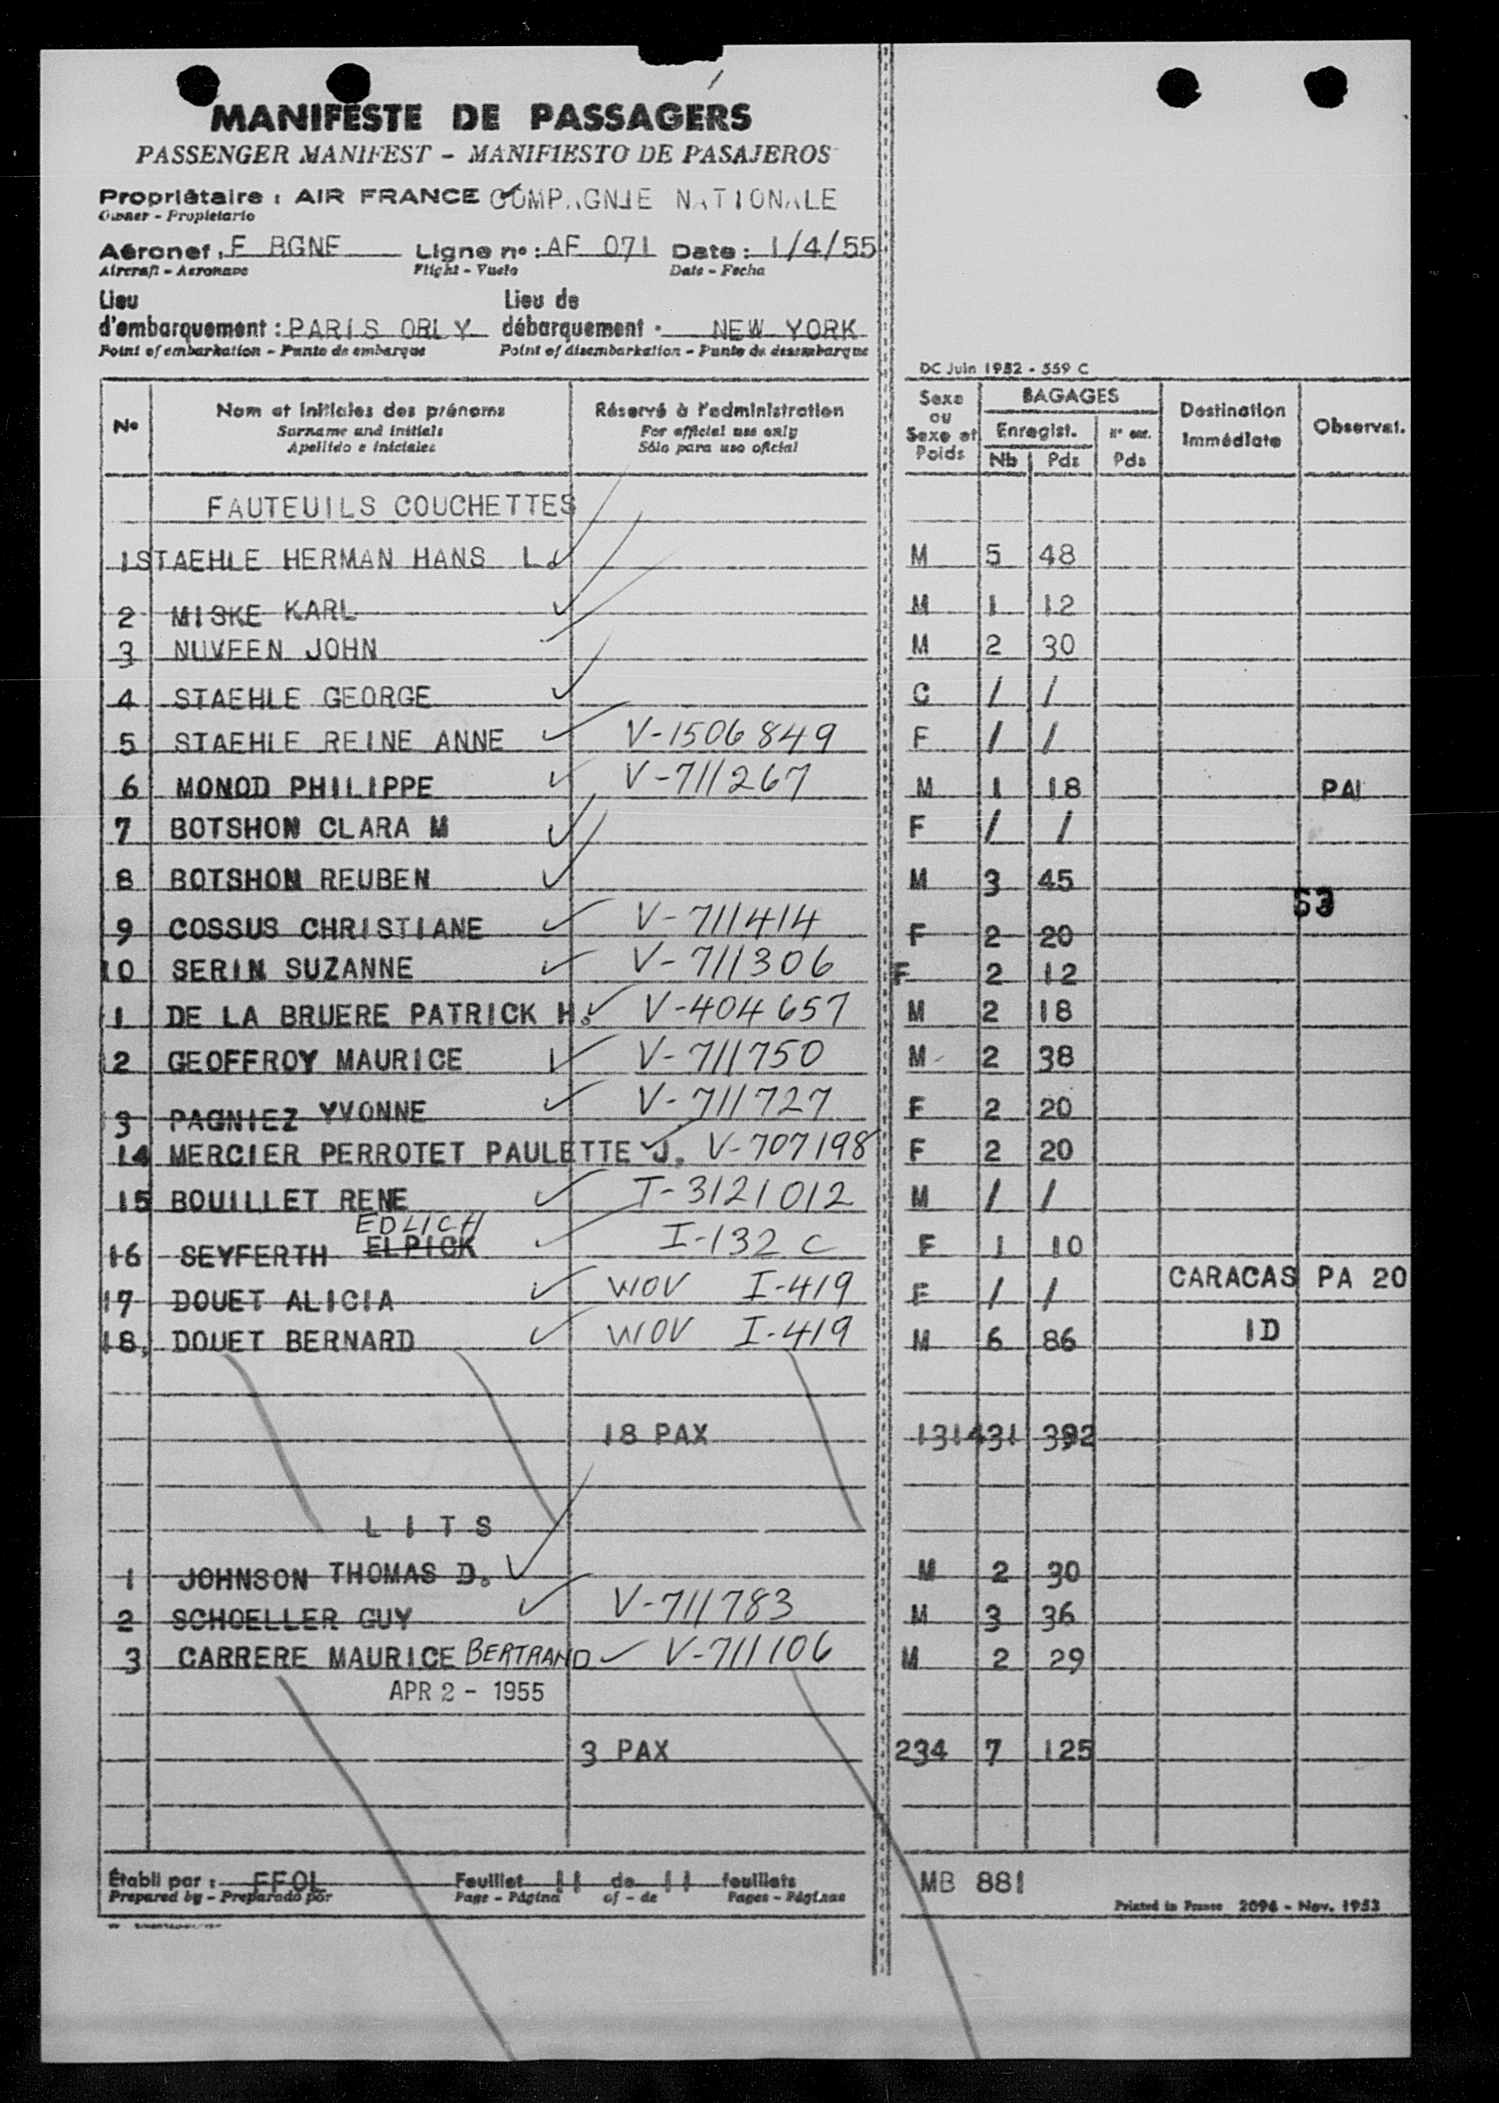 MANIFESTE DE PASSAGERS
PASSENGER MANIFEST - MANIFIESTO DE PASAJEROS
Propriétaire : AIR FRANCE COMPAGNIE NATIONALE
Owner - Propietario
Aéronef : F BGNE Ligne nº : AF 071 Date : 1/4/55
Aircraft - Aeronave Flight - Vuelo Date - Fecha
Lieu Lieu de
d'embarquement : PARIS ORLY débarquement : NEW YORK
Point of embarkation - Punto de embarque Point of disembarkation - Punto de desembarque
DC Juin 1952 - 559 C
Nº Nom et initiales des prénoms Réservé à l'administration Sexe ou Sexe et Poids BAGAGES Destination Immédiate Observat.
Surname and initials For official use only Enregist. Nº enr.
Apellido e iniciales Sólo para uso oficial Nb Pds Pds
FAUTEUILS COUCHETTES
1 STAEHLE HERMAN HANS L. M 5 48
2 MISKE KARL M 1 12
3 NUVEEN JOHN M 2 30
4 STAEHLE GEORGE C / /
5 STAEHLE REINE ANNE V-1506849 F / /
6 MONOD PHILIPPE V-711267 M 1 18 PAI
7 BOTSHON CLARA M F / /
8 BOTSHON REUBEN M 3 45
53
9 COSSUS CHRISTIANE V-711414 F 2 20
10 SERIN SUZANNE V-711306 F 2 12
1 DE LA BRUERE PATRICK H. V-404657 M 2 18
12 GEOFFROY MAURICE V-711750 M 2 38
3 PAGNIEZ YVONNE V-711727 F 2 20
14 MERCIER PERROTET PAULETTE J. V-707198 F 2 20
15 BOUILLET RENE T-3121012 M / /
EDLICH
16 SEYFERTH ELPICK I-132 C F 1 10
17 DOUET ALICIA WOV I-419 F / / CARACAS PA 20
18, DOUET BERNARD WOV I-419 M 6 86 ID
18 PAX 1314 31 392
LITS
1 JOHNSON THOMAS D. M 2 30
2 SCHOELLER GUY V-711783 M 3 36
3 CARRERE MAURICE BERTRAND V-711106 M 2 29
APR 2 - 1955
3 PAX 234 7 125
Établi par : FFOL Feuillet 11 de 11 feuillets MB 881
Prepared by - Preparado por Page - Página of - de Pages - Páginas
Printed in France 2096 - Nov. 1953